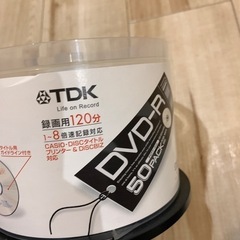 TDK
Life on Record
録画用120分
1~8倍速記録対応
CASIO・DISCタイトル
プリンター & DiSCBiZ
対応
DVD-R
50PACK